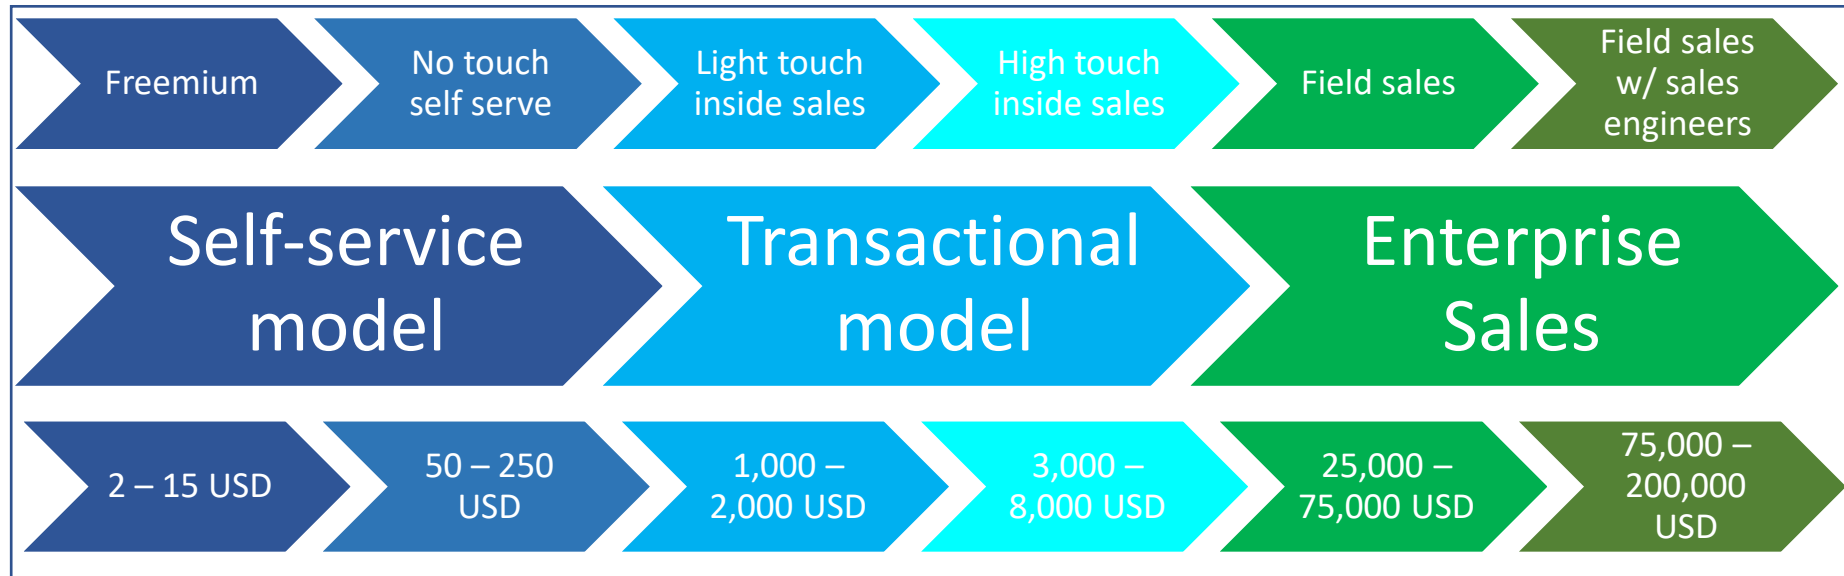 Freemium
No touch
self serve
Light touch
inside sales
High touch
inside sales
Field sales
Field sales
w/ sales
engineers
Self-service
model
Transactional
model
Enterprise
Sales
2 – 15 USD
50 – 250
USD
1,000 –
2,000 USD
3,000 –
8,000 USD
25,000 –
75,000 USD
75,000 –
200,000
USD